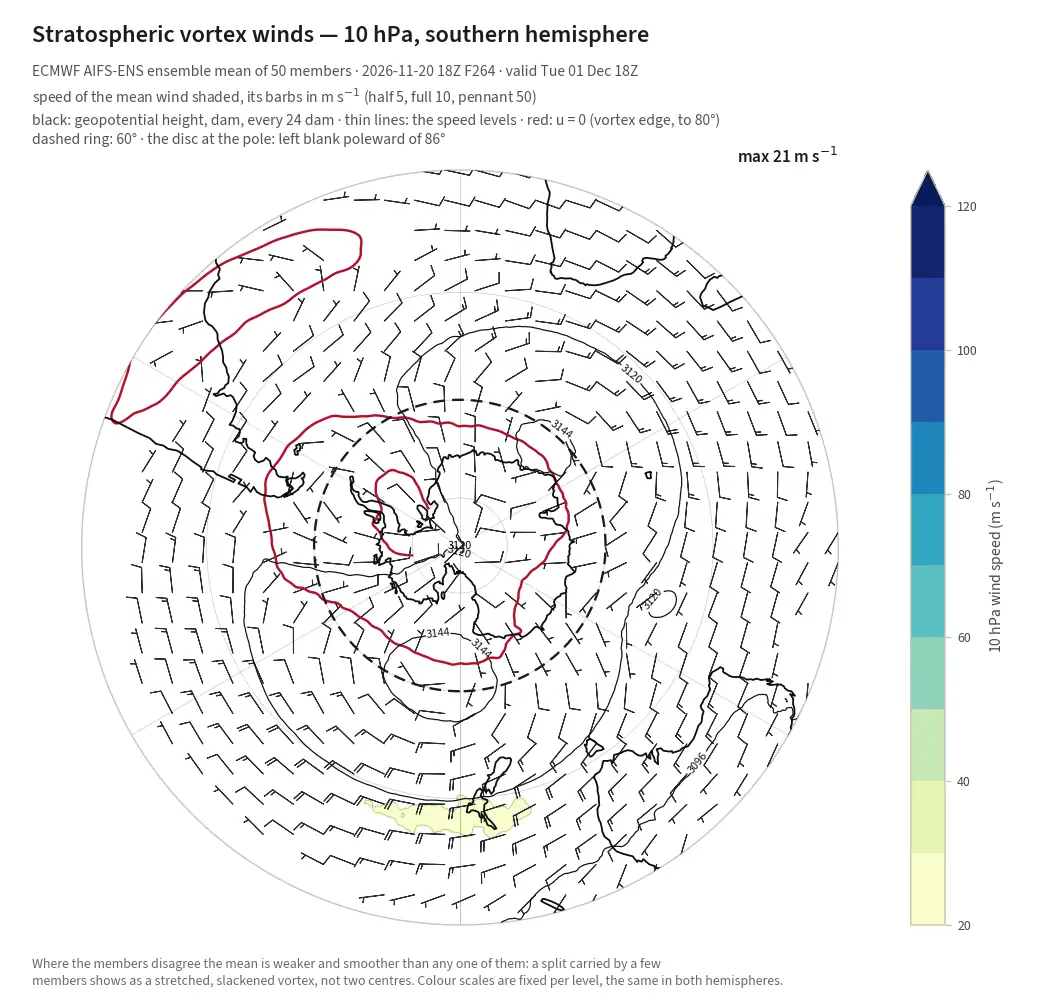 Stratospheric vortex winds — 10 hPa, southern hemisphere
ECMWF AIFS-ENS ensemble mean of 50 members · 2026-11-20 18Z F264 · valid Tue 01 Dec 18Z
speed of the mean wind shaded, its barbs in m s⁻¹ (half 5, full 10, pennant 50)
black: geopotential height, dam, every 24 dam · thin lines: the speed levels · red: u = 0 (vortex edge, to 80°)
dashed ring: 60° · the disc at the pole: left blank poleward of 86°
max 21 m s⁻¹
120
100
80
60
40
20
10 hPa wind speed (m s⁻¹)
3120
3144
3120
3120
3120
3144
3144
3096
Where the members disagree the mean is weaker and smoother than any one of them: a split carried by a few
members shows as a stretched, slackened vortex, not two centres. Colour scales are fixed per level, the same in both hemispheres.